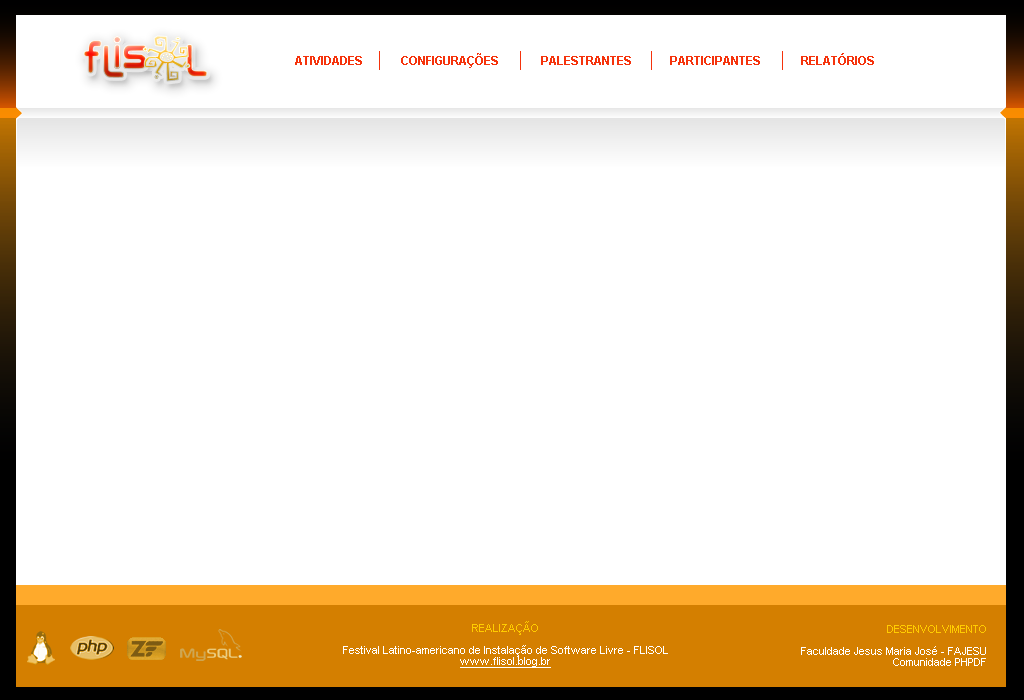 FLISOL
ATIVIDADES
CONFIGURAÇÕES
PALESTRANTES
PARTICIPANTES
RELATÓRIOS
php
ZF
MySQL.
REALIZAÇÃO
Festival Latino-americano de Instalação de Software Livre - FLISOL
www.flisol.blog.br
DESENVOLVIMENTO
Faculdade Jesus Maria José - FAJESU
Comunidade PHPDF